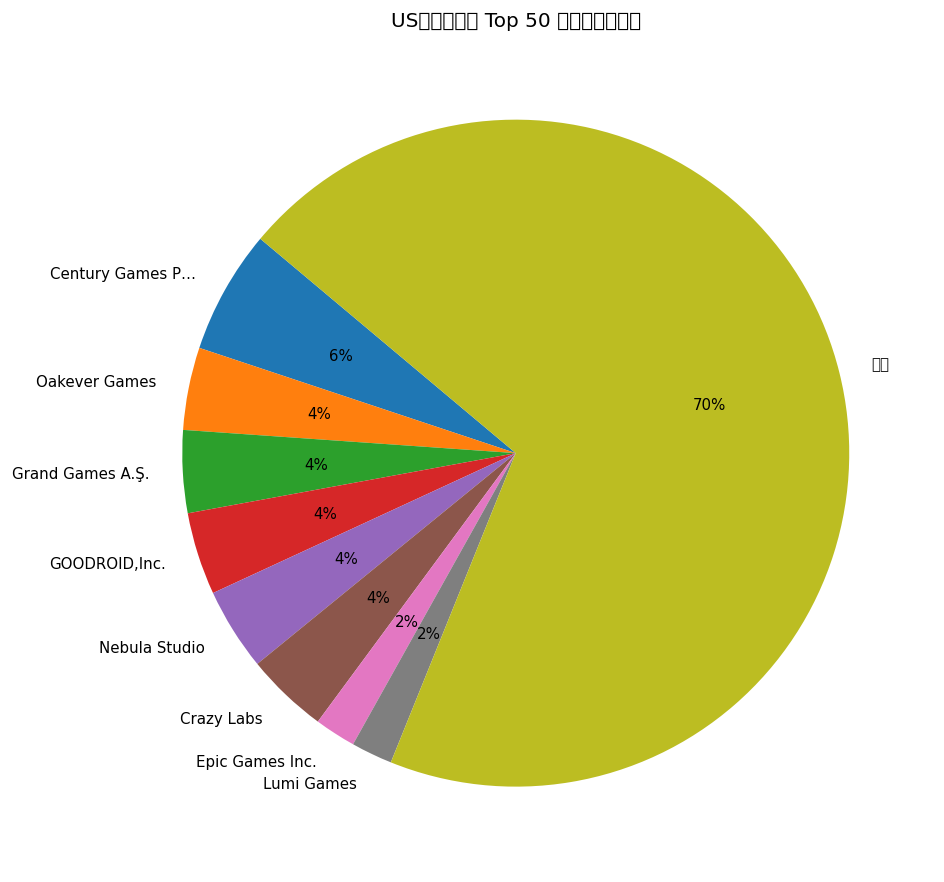 US Top 50
Century Games P…
6%
Oakever Games
4%
Grand Games A.Ş.
4%
GOODROID,Inc.
4%
Nebula Studio
4%
Crazy Labs
4%
Epic Games Inc.
2%
Lumi Games
2%
70%